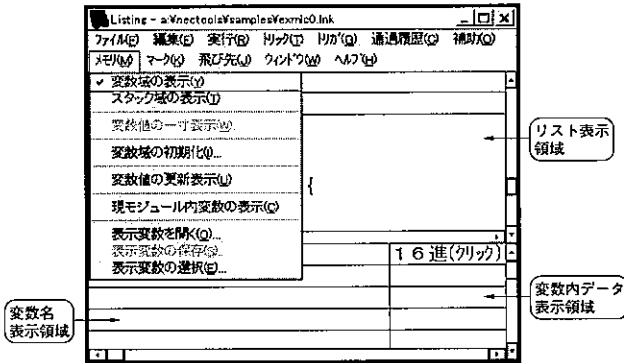 Listing - a:¥nectools¥samples¥exmic0.lnk
ファイル(F) 編集(E) 実行(R) トリック(T) トリガ(Q) 通過履歴(C) 補助(O)
メモリ(M) マーク(K) 飛び先(J) ウィンドウ(W) ヘルプ(H)
✓ 変数域の表示(Y)
スタック域の表示(T)
変数値の一寸表示(W)...
変数域の初期化(I)...
変数値の更新表示(U)
現モジュール内変数の表示(C)
表示変数を開く(O)...
表示変数の保存(S)...
表示変数の選択(E)...
{
リスト表示
領域
16進(クリック)
変数内データ
表示領域
変数名
表示領域